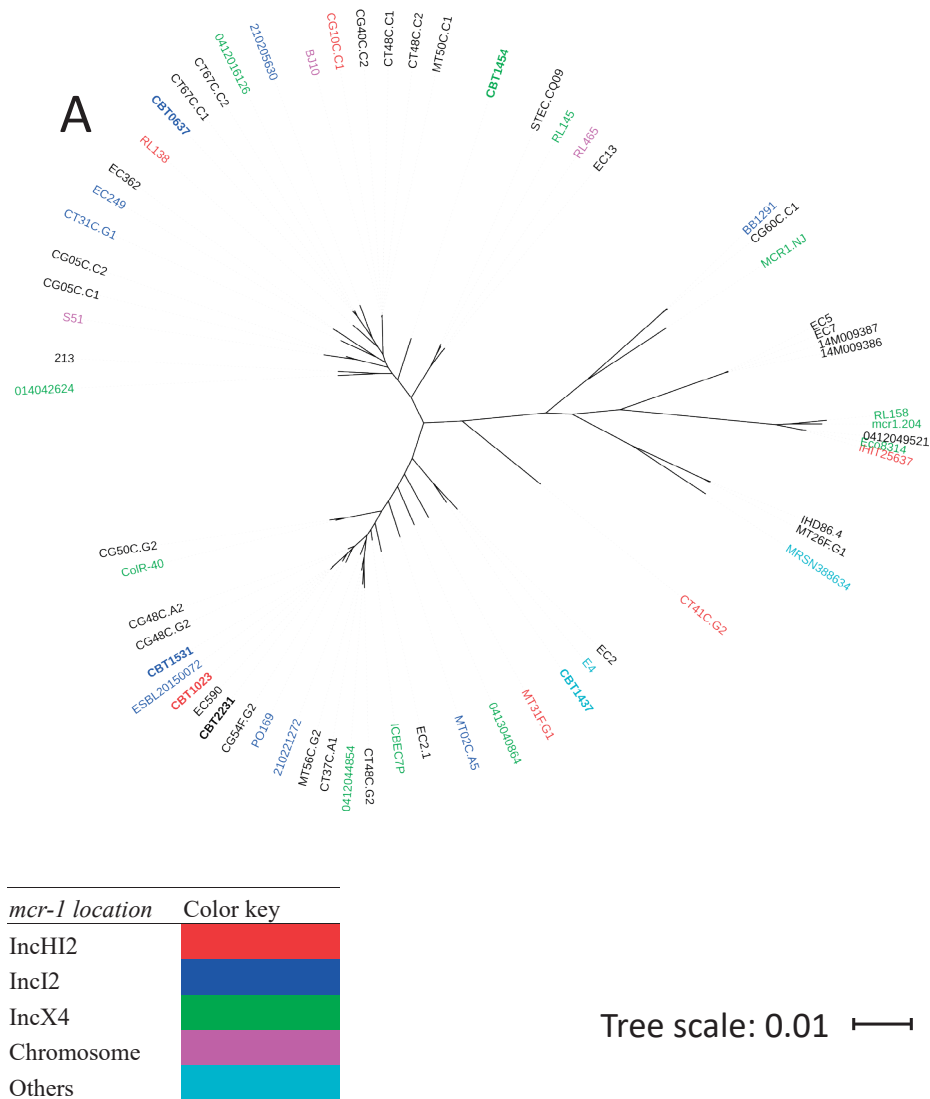 A
210205630
0412016126
CT67C.C2
CT67C.C1
CBT0637
RL138
EC362
EC249
CT31C.G1
CG05C.C2
CG05C.C1
S51
213
014042624
BJ10
CG10C.C1
CG40C.C2
CT48C.C1
CT48C.C2
MT50C.C1
CBT1454
STEC.CQ09
RL145
RL465
EC13
BB1291
CG60C.C1
MCR1.NJ
EC5
EC7
14M009387
14M009386
RL158
mcr1.204
0412049521
Eco8314
IHIT25637
IHD86.4
MT26F.G1
MRSN388634
CT41C.G2
EC2
E4
CBT1437
MT31F.G1
0413040864
MT02C.A5
EC2.1
ICBEC7P
CT48C.G2
0412044854
CT37C.A1
MT56C.G2
210221272
PO169
CG54F.G2
CBT2231
EC590
CBT1023
ESBL20150072
CBT1531
CG48C.G2
CG48C.A2
ColR-40
CG50C.G2
mcr-1 location Color key
IncHI2
IncI2
IncX4
Chromosome
Others
Tree scale: 0.01